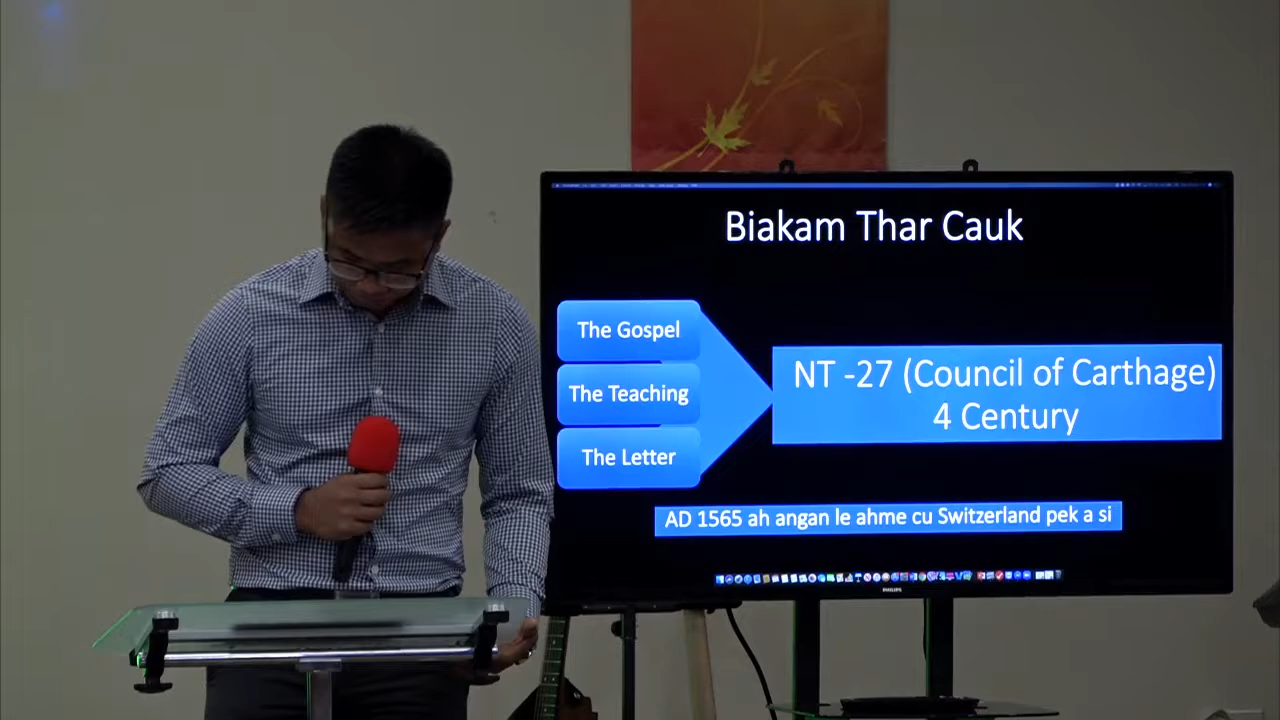 Biakam Thar Cauk
The Gospel
The Teaching
The Letter
NT -27 (Council of Carthage)
4 Century
AD 1565 ah angan le ahme cu Switzerland pek a si
PHILIPS